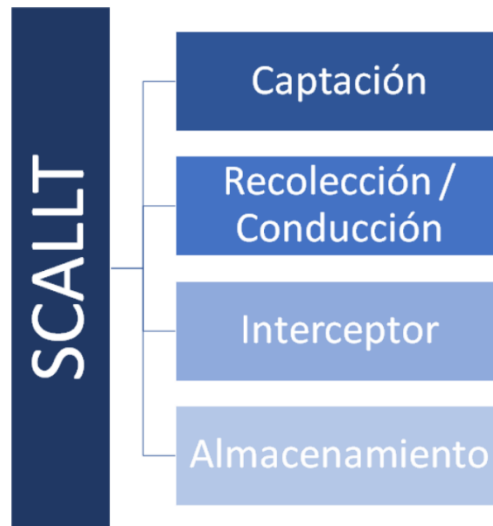 SCALLT
Captación
Recolección /
Conducción
Interceptor
Almacenamiento